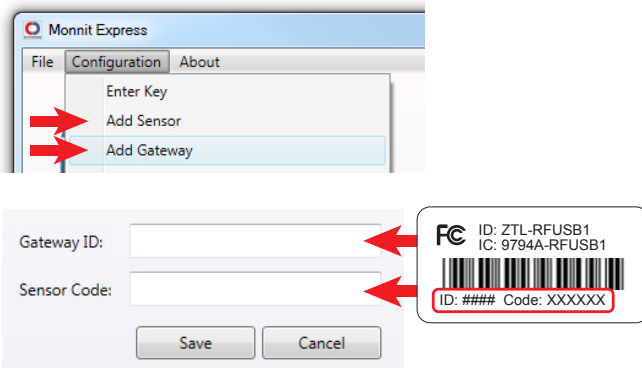 Monnit Express
File Configuration About
Enter Key
Add Sensor
Add Gateway
Gateway ID:
Sensor Code:
Save Cancel
FC ID: ZTL-RFUSB1
IC: 9794A-RFUSB1
ID: #### Code: XXXXXX